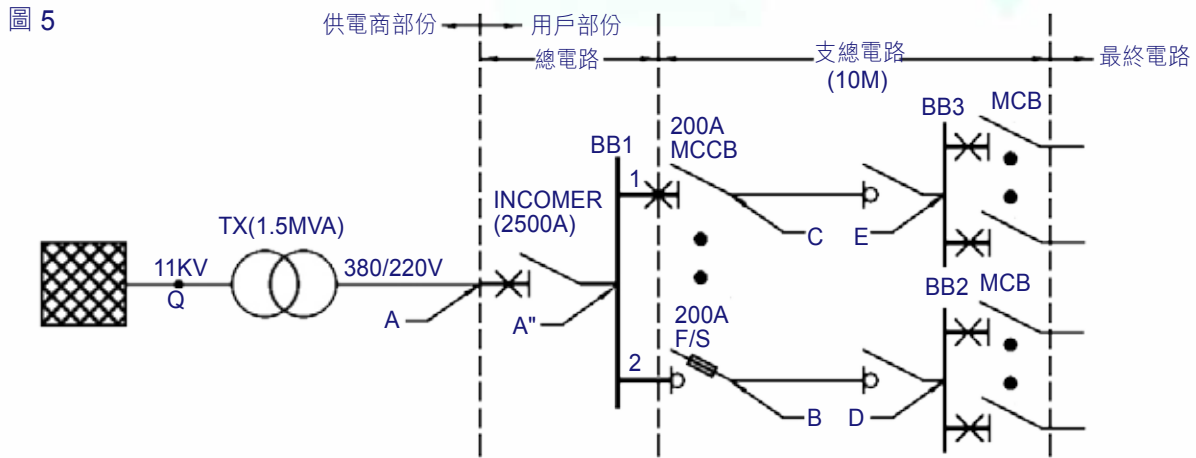 圖 5
供電商部份
用戶部份
總電路
支總電路
(10M)
最終電路
BB3
MCB
200A
MCCB
BB1
1
INCOMER
(2500A)
TX(1.5MVA)
C
E
11KV
380/220V
Q
A
A"
BB2
MCB
200A
F/S
2
B
D